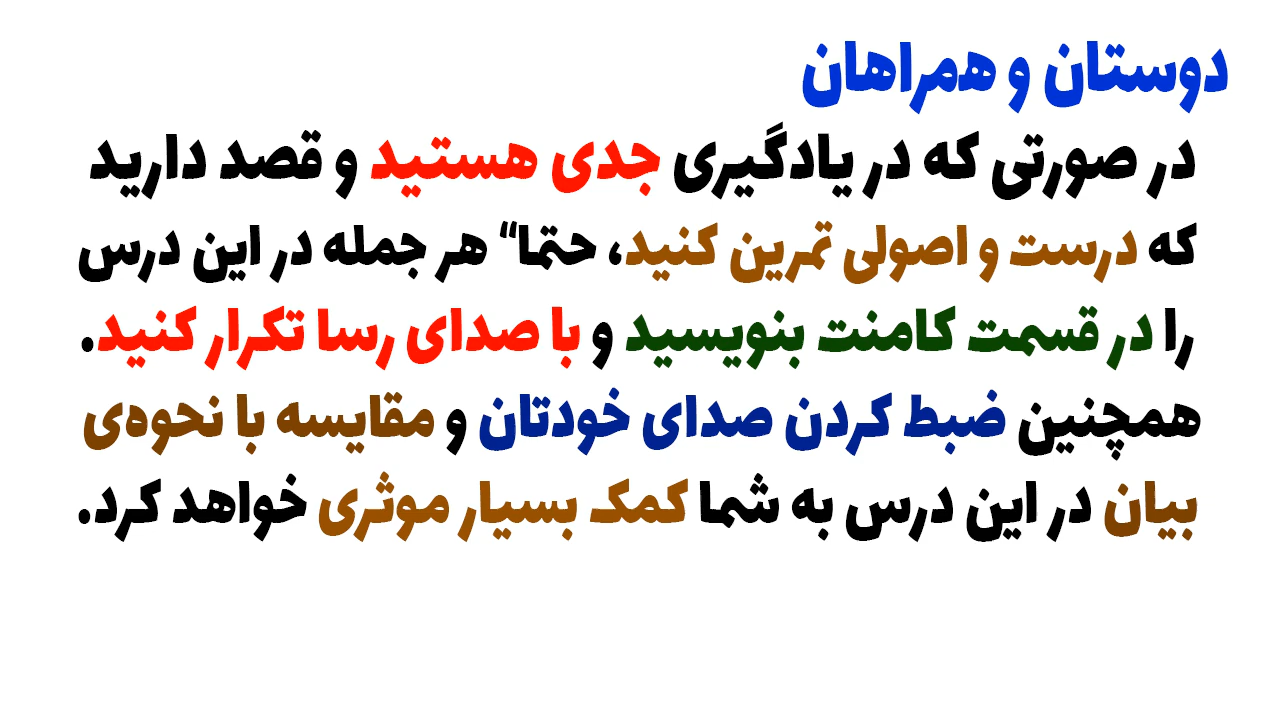 دوستان و همراهان
در صورتی که در یادگیری جدی هستید و قصد دارید
که درست و اصولی تمرین کنید، حتما“ هر جمله در این درس
را در قسمت کامنت بنویسید و با صدای رسا تکرار کنید.
همچنین ضبط کردن صدای خودتان و مقایسه با نحوه‌ی
بیان در این درس به شما کمک بسیار موثری خواهد کرد.